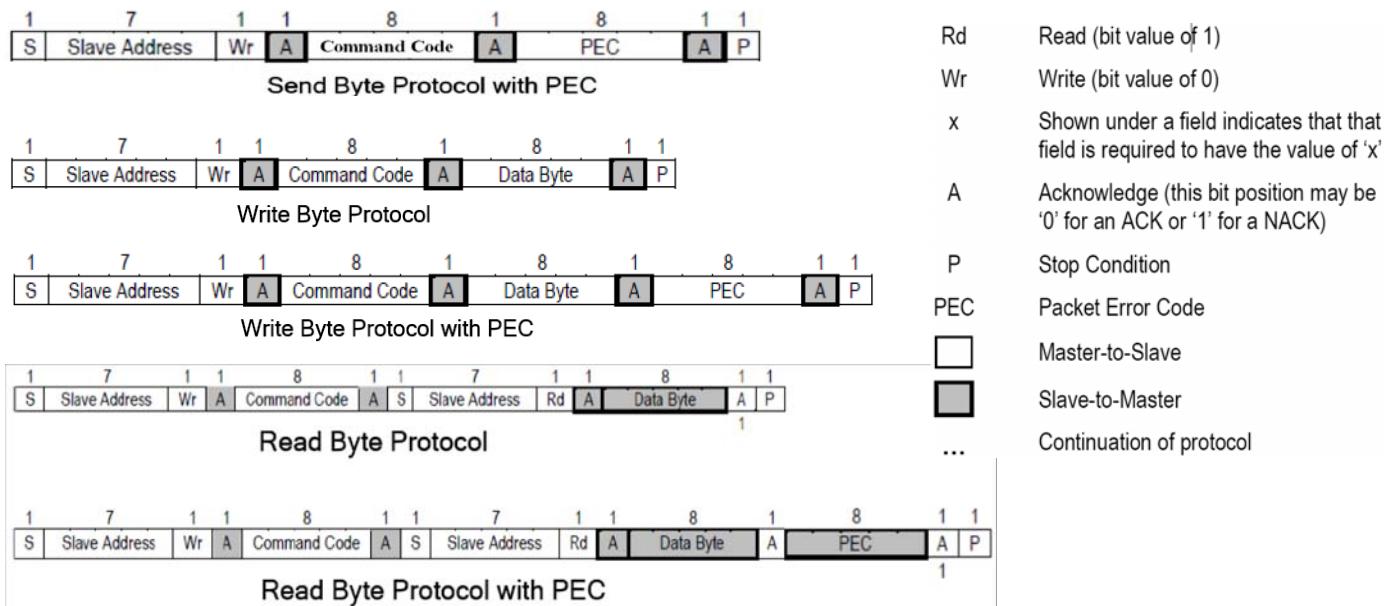 1 7 1 1 8 1 8 1 1
S Slave Address Wr A Command Code A PEC A P
Send Byte Protocol with PEC
1 7 1 1 8 1 8 1 1
S Slave Address Wr A Command Code A Data Byte A P
Write Byte Protocol
1 7 1 1 8 1 8 1 8 1 1
S Slave Address Wr A Command Code A Data Byte A PEC A P
Write Byte Protocol with PEC
1 7 1 1 8 1 1 7 1 1 8 1 1
S Slave Address Wr A Command Code A S Slave Address Rd A Data Byte A P
1
Read Byte Protocol
1 7 1 1 8 1 1 7 1 1 8 1 8 1 1
S Slave Address Wr A Command Code A S Slave Address Rd A Data Byte A PEC A P
1
Read Byte Protocol with PEC
Rd Read (bit value of 1)
Wr Write (bit value of 0)
x Shown under a field indicates that that
field is required to have the value of ‘x’
A Acknowledge (this bit position may be
‘0’ for an ACK or ‘1’ for a NACK)
P Stop Condition
PEC Packet Error Code
Master-to-Slave
Slave-to-Master
... Continuation of protocol